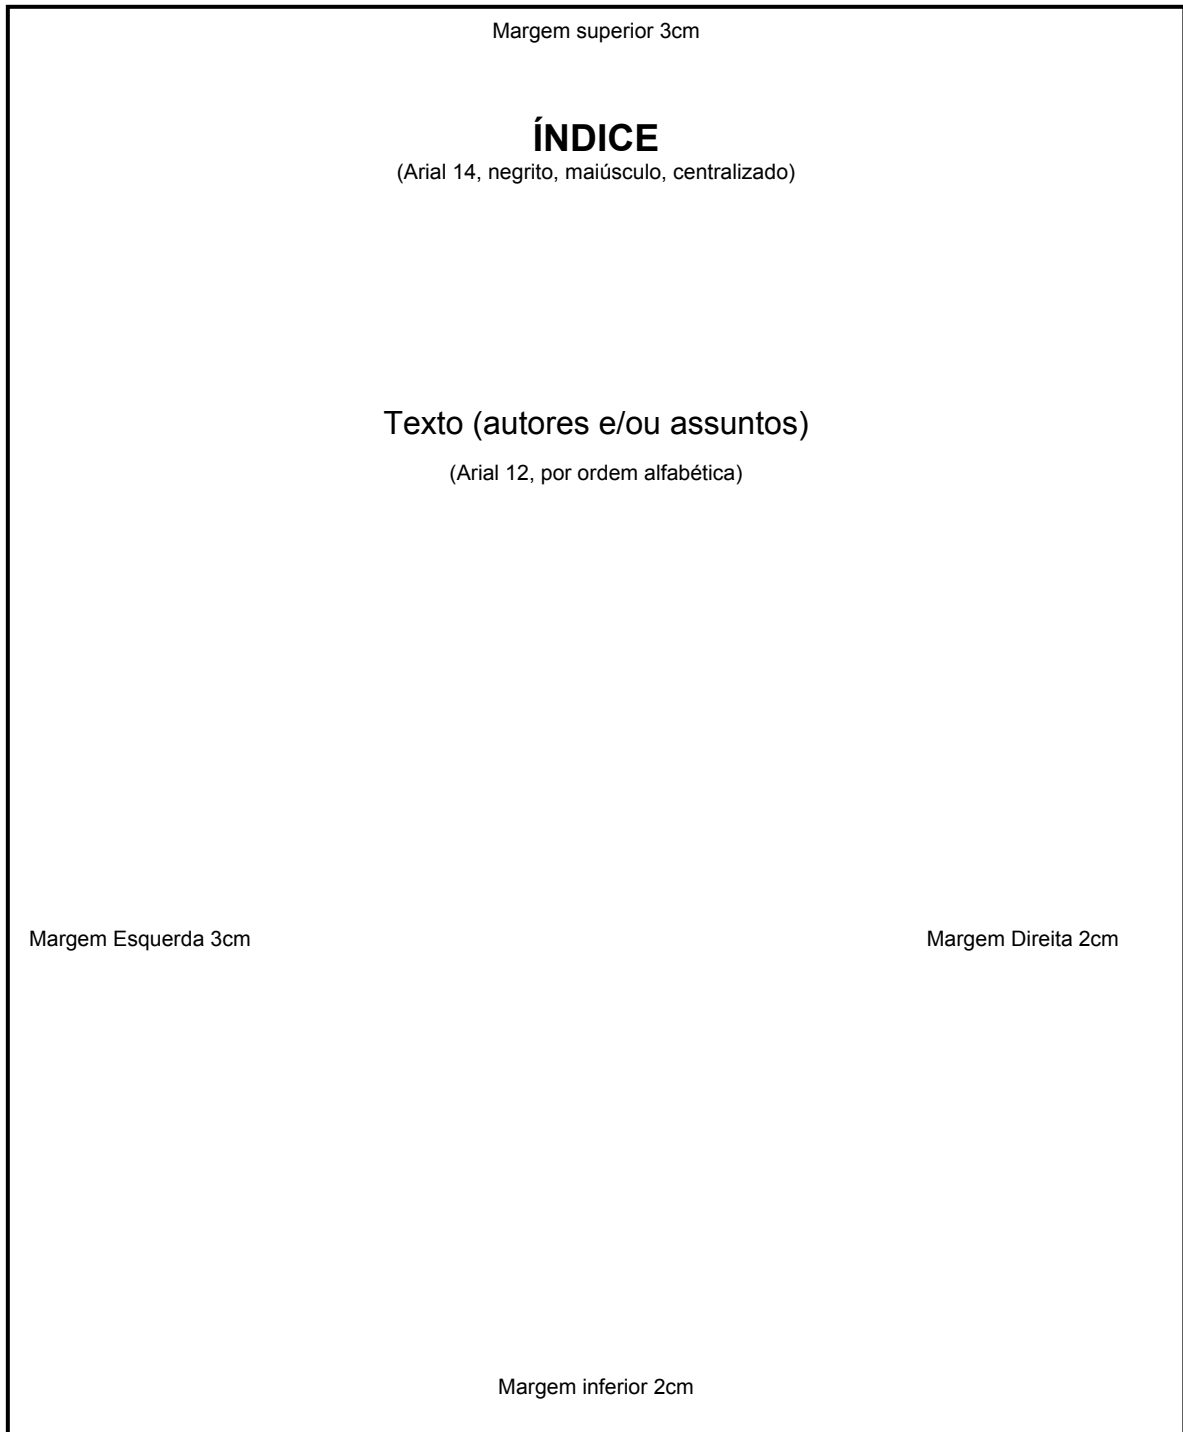 Margem superior 3cm
ÍNDICE
(Arial 14, negrito, maiúsculo, centralizado)
Texto (autores e/ou assuntos)
(Arial 12, por ordem alfabética)
Margem Esquerda 3cm
Margem Direita 2cm
Margem inferior 2cm